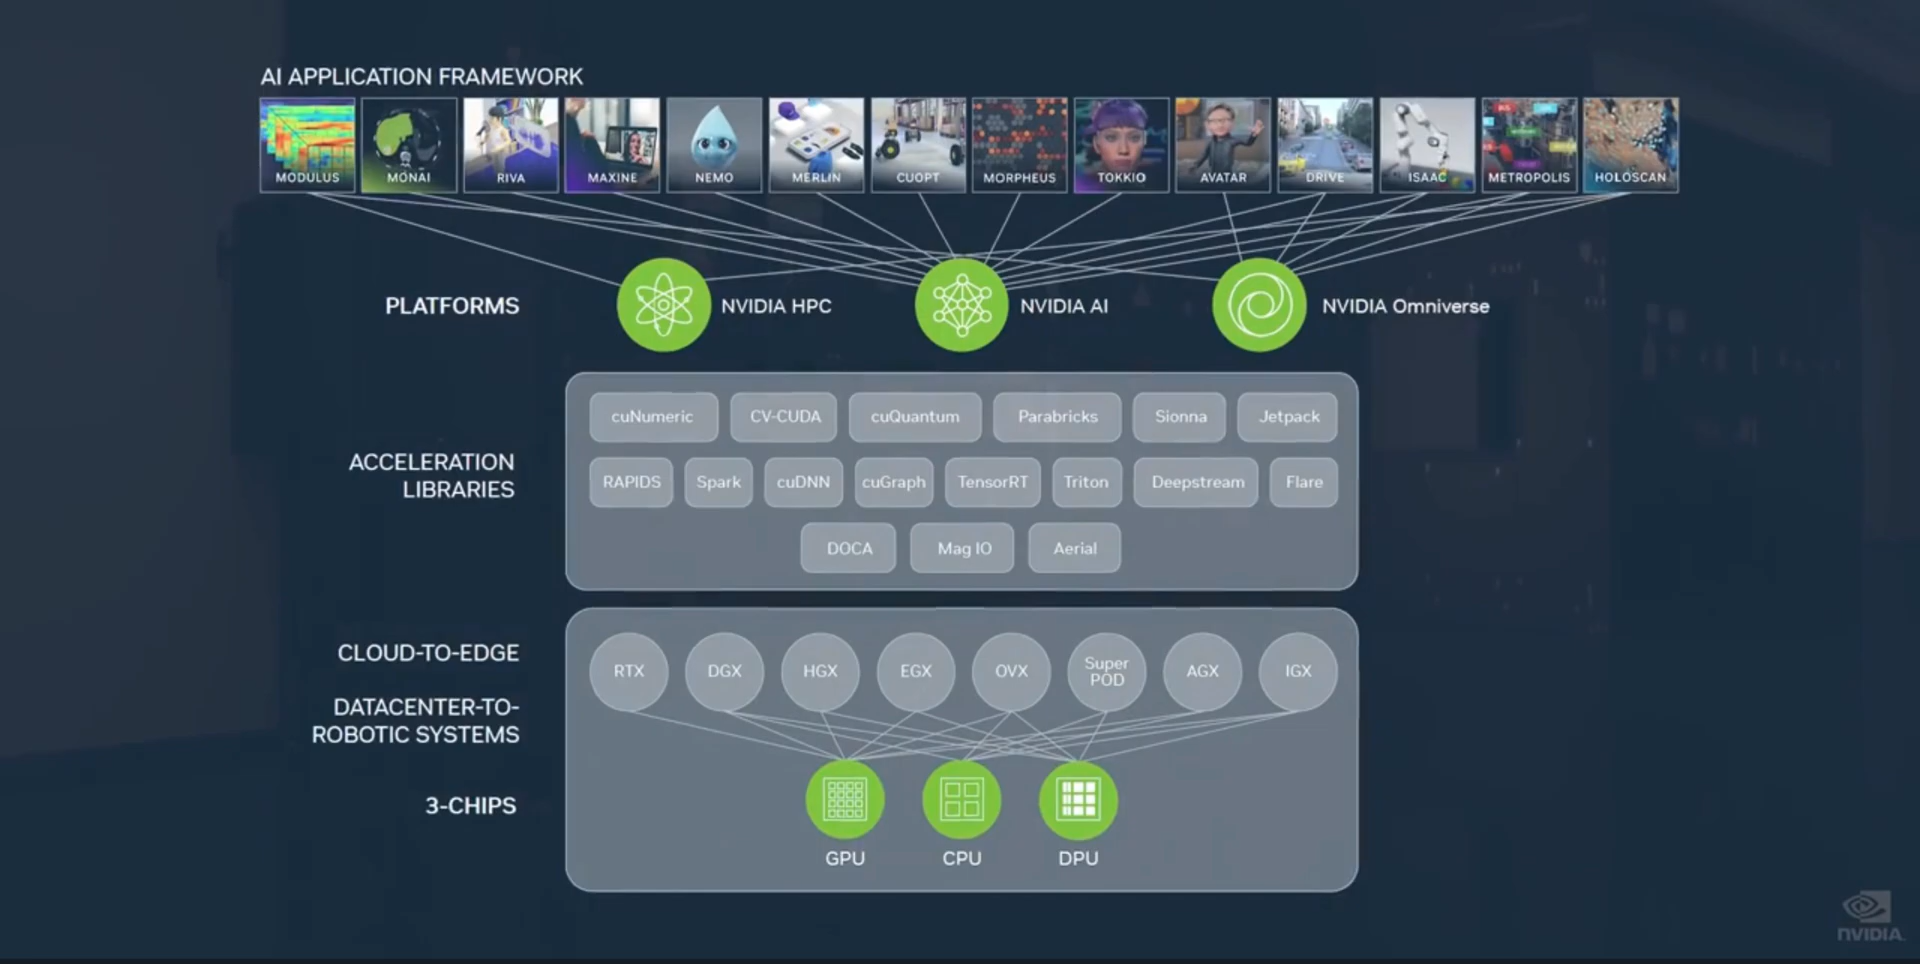 AI APPLICATION FRAMEWORK
MODULUS
MONAI
RIVA
MAXINE
NEMO
MERLIN
CUOPT
MORPHEUS
TOKKIO
AVATAR
DRIVE
ISAAC
METROPOLIS
HOLOSCAN
PLATFORMS
NVIDIA HPC
NVIDIA AI
NVIDIA Omniverse
ACCELERATION
LIBRARIES
cuNumeric
CV-CUDA
cuQuantum
Parabricks
Sionna
Jetpack
RAPIDS
Spark
cuDNN
cuGraph
TensorRT
Triton
Deepstream
Flare
DOCA
Mag IO
Aerial
CLOUD-TO-EDGE
DATACENTER-TO-
ROBOTIC SYSTEMS
RTX
DGX
HGX
EGX
OVX
Super
POD
AGX
IGX
3-CHIPS
GPU
CPU
DPU
NVIDIA.